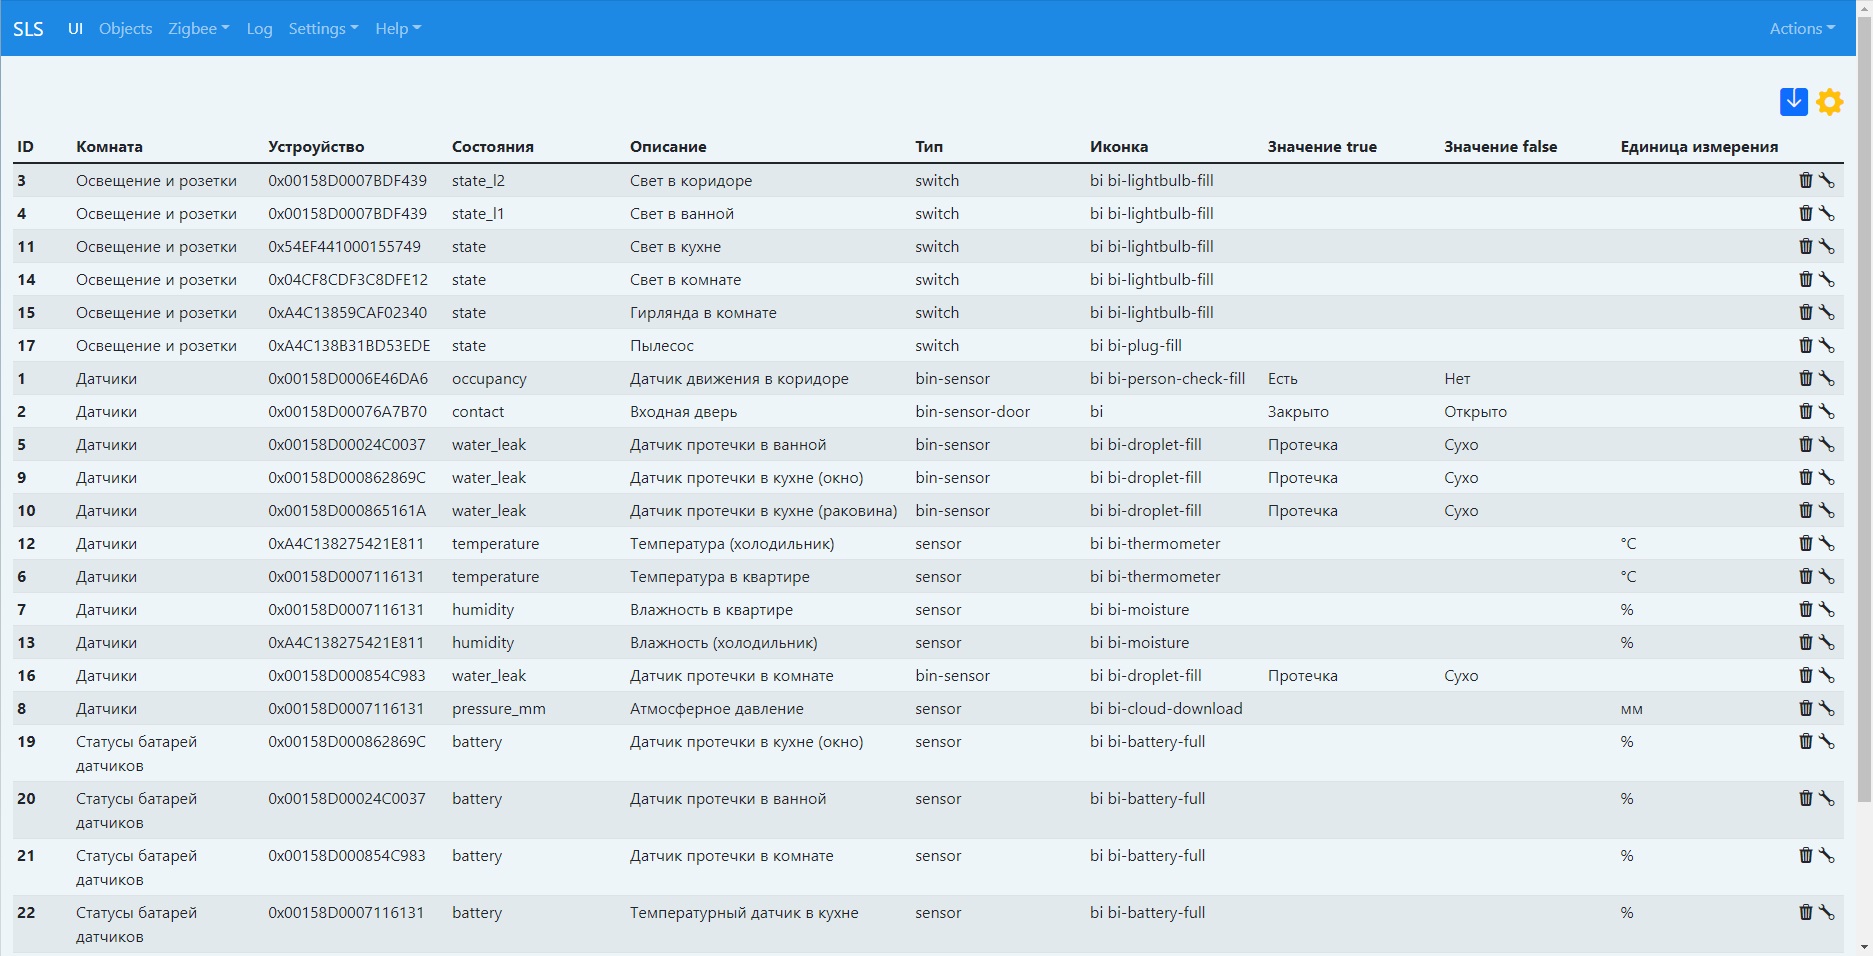 SLS UI Objects Zigbee Log Settings Help Actions
ID Комната Устроуйство Состояния Описание Тип Иконка Значение true Значение false Единица измерения
3 Освещение и розетки 0x00158D0007BDF439 state_l2 Свет в коридоре switch bi bi-lightbulb-fill
4 Освещение и розетки 0x00158D0007BDF439 state_l1 Свет в ванной switch bi bi-lightbulb-fill
11 Освещение и розетки 0x54EF441000155749 state Свет в кухне switch bi bi-lightbulb-fill
14 Освещение и розетки 0x04CF8CDF3C8DFE12 state Свет в комнате switch bi bi-lightbulb-fill
15 Освещение и розетки 0xA4C13859CAF02340 state Гирлянда в комнате switch bi bi-lightbulb-fill
17 Освещение и розетки 0xA4C138B31BD53EDE state Пылесос switch bi bi-plug-fill
1 Датчики 0x00158D0006E46DA6 occupancy Датчик движения в коридоре bin-sensor bi bi-person-check-fill Есть Нет
2 Датчики 0x00158D00076A7B70 contact Входная дверь bin-sensor-door bi Закрыто Открыто
5 Датчики 0x00158D00024C0037 water_leak Датчик протечки в ванной bin-sensor bi bi-droplet-fill Протечка Сухо
9 Датчики 0x00158D000862869C water_leak Датчик протечки в кухне (окно) bin-sensor bi bi-droplet-fill Протечка Сухо
10 Датчики 0x00158D000865161A water_leak Датчик протечки в кухне (раковина) bin-sensor bi bi-droplet-fill Протечка Сухо
12 Датчики 0xA4C138275421E811 temperature Температура (холодильник) sensor bi bi-thermometer °C
6 Датчики 0x00158D0007116131 temperature Температура в квартире sensor bi bi-thermometer °C
7 Датчики 0x00158D0007116131 humidity Влажность в квартире sensor bi bi-moisture %
13 Датчики 0xA4C138275421E811 humidity Влажность (холодильник) sensor bi bi-moisture %
16 Датчики 0x00158D000854C983 water_leak Датчик протечки в комнате bin-sensor bi bi-droplet-fill Протечка Сухо
8 Датчики 0x00158D0007116131 pressure_mm Атмосферное давление sensor bi bi-cloud-download мм
19 Статусы батарей 0x00158D000862869C battery Датчик протечки в кухне (окно) sensor bi bi-battery-full %
датчиков
20 Статусы батарей 0x00158D00024C0037 battery Датчик протечки в ванной sensor bi bi-battery-full %
датчиков
21 Статусы батарей 0x00158D000854C983 battery Датчик протечки в комнате sensor bi bi-battery-full %
датчиков
22 Статусы батарей 0x00158D0007116131 battery Температурный датчик в кухне sensor bi bi-battery-full %
датчиков